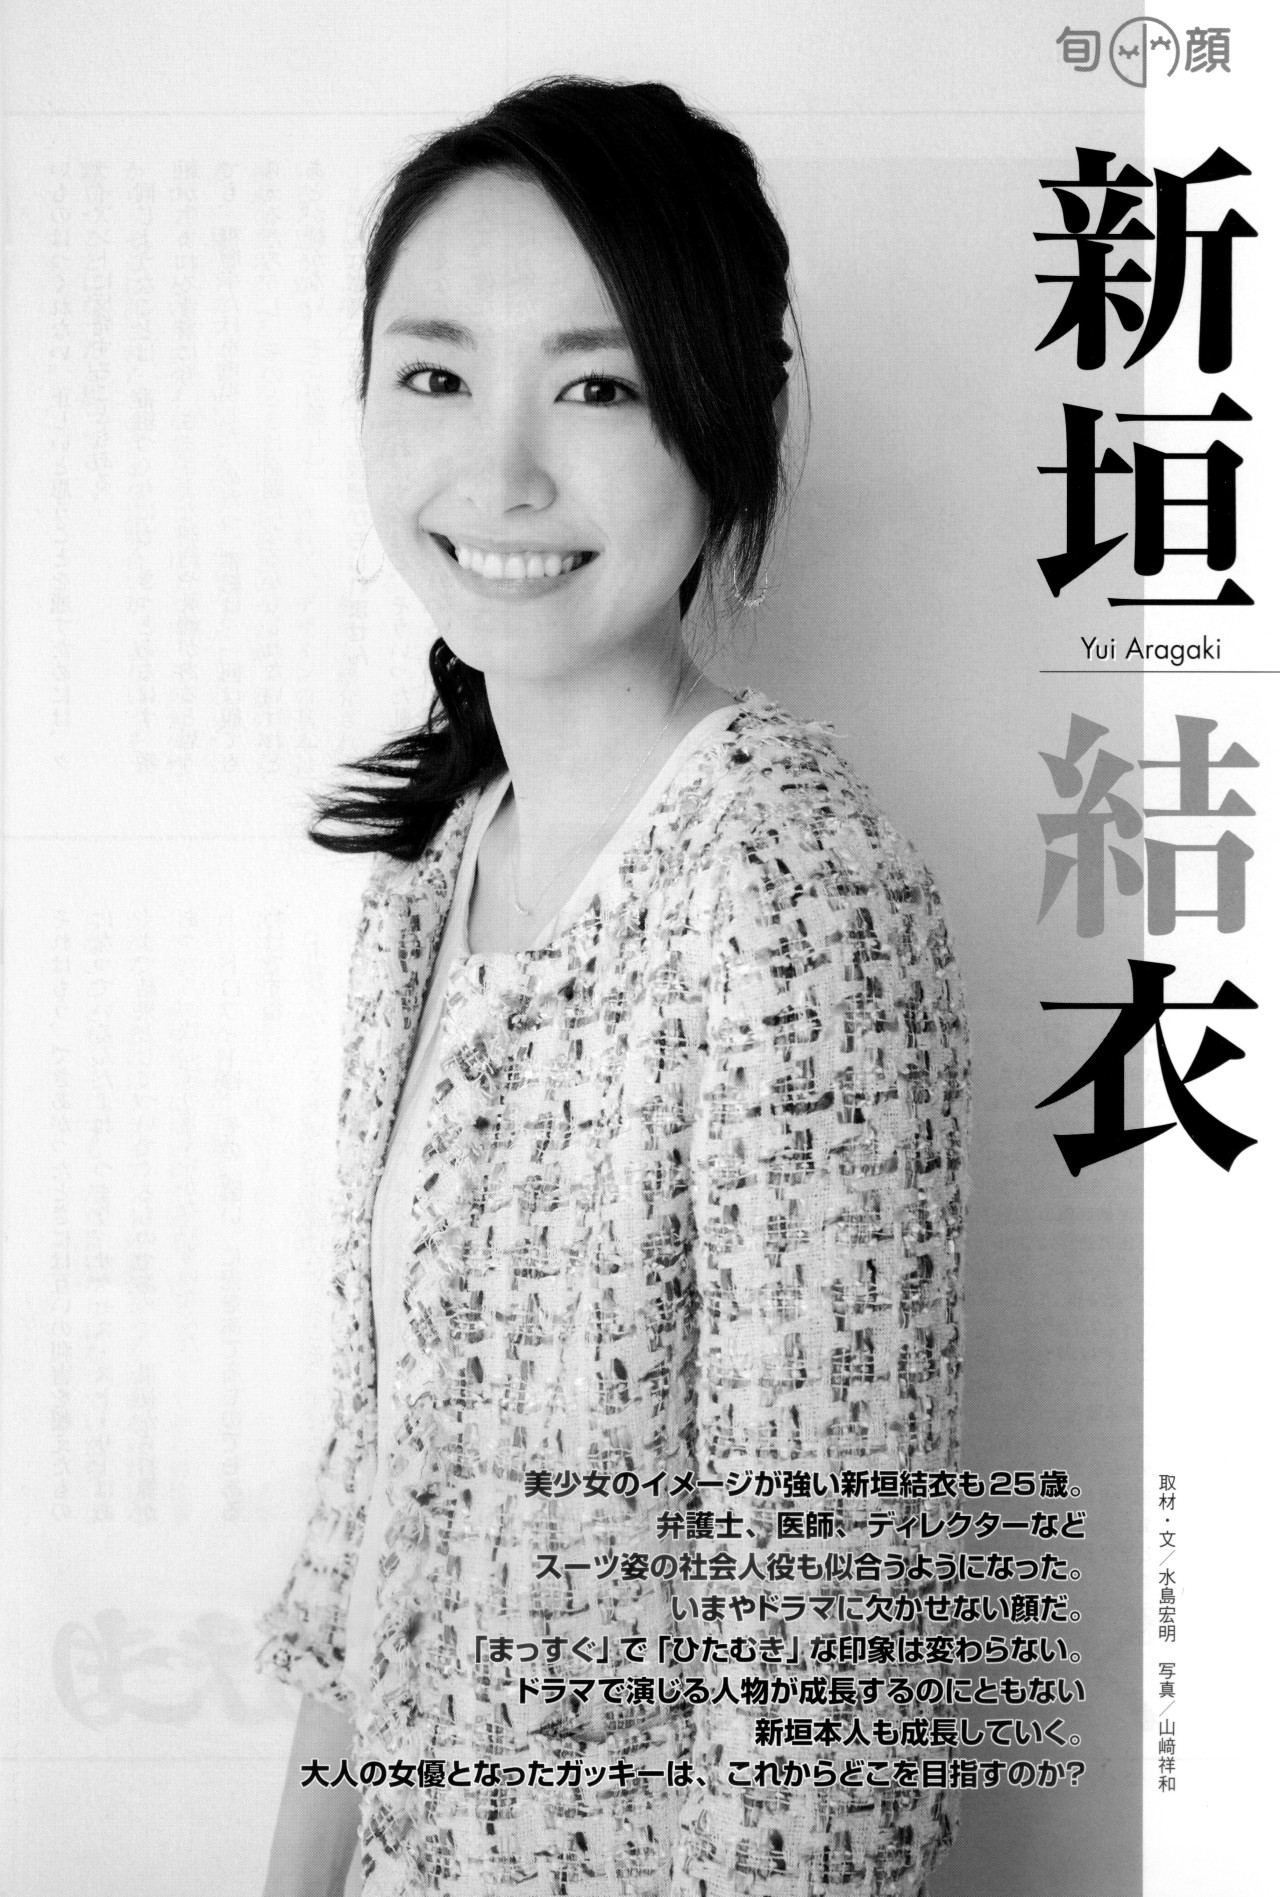 旬 顔
新垣
Yui Aragaki
結衣
美少女のイメージが強い新垣結衣も25歳。
弁護士、医師、ディレクターなど
スーツ姿の社会人役も似合うようになった。
いまやドラマに欠かせない顔だ。
「まっすぐ」で「ひたむき」な印象は変わらない。
ドラマで演じる人物が成長するのにともない
新垣本人も成長していく。
大人の女優となったガッキーは、これからどこを目指すのか?
取材・文/水島宏明 写真/山﨑祥和